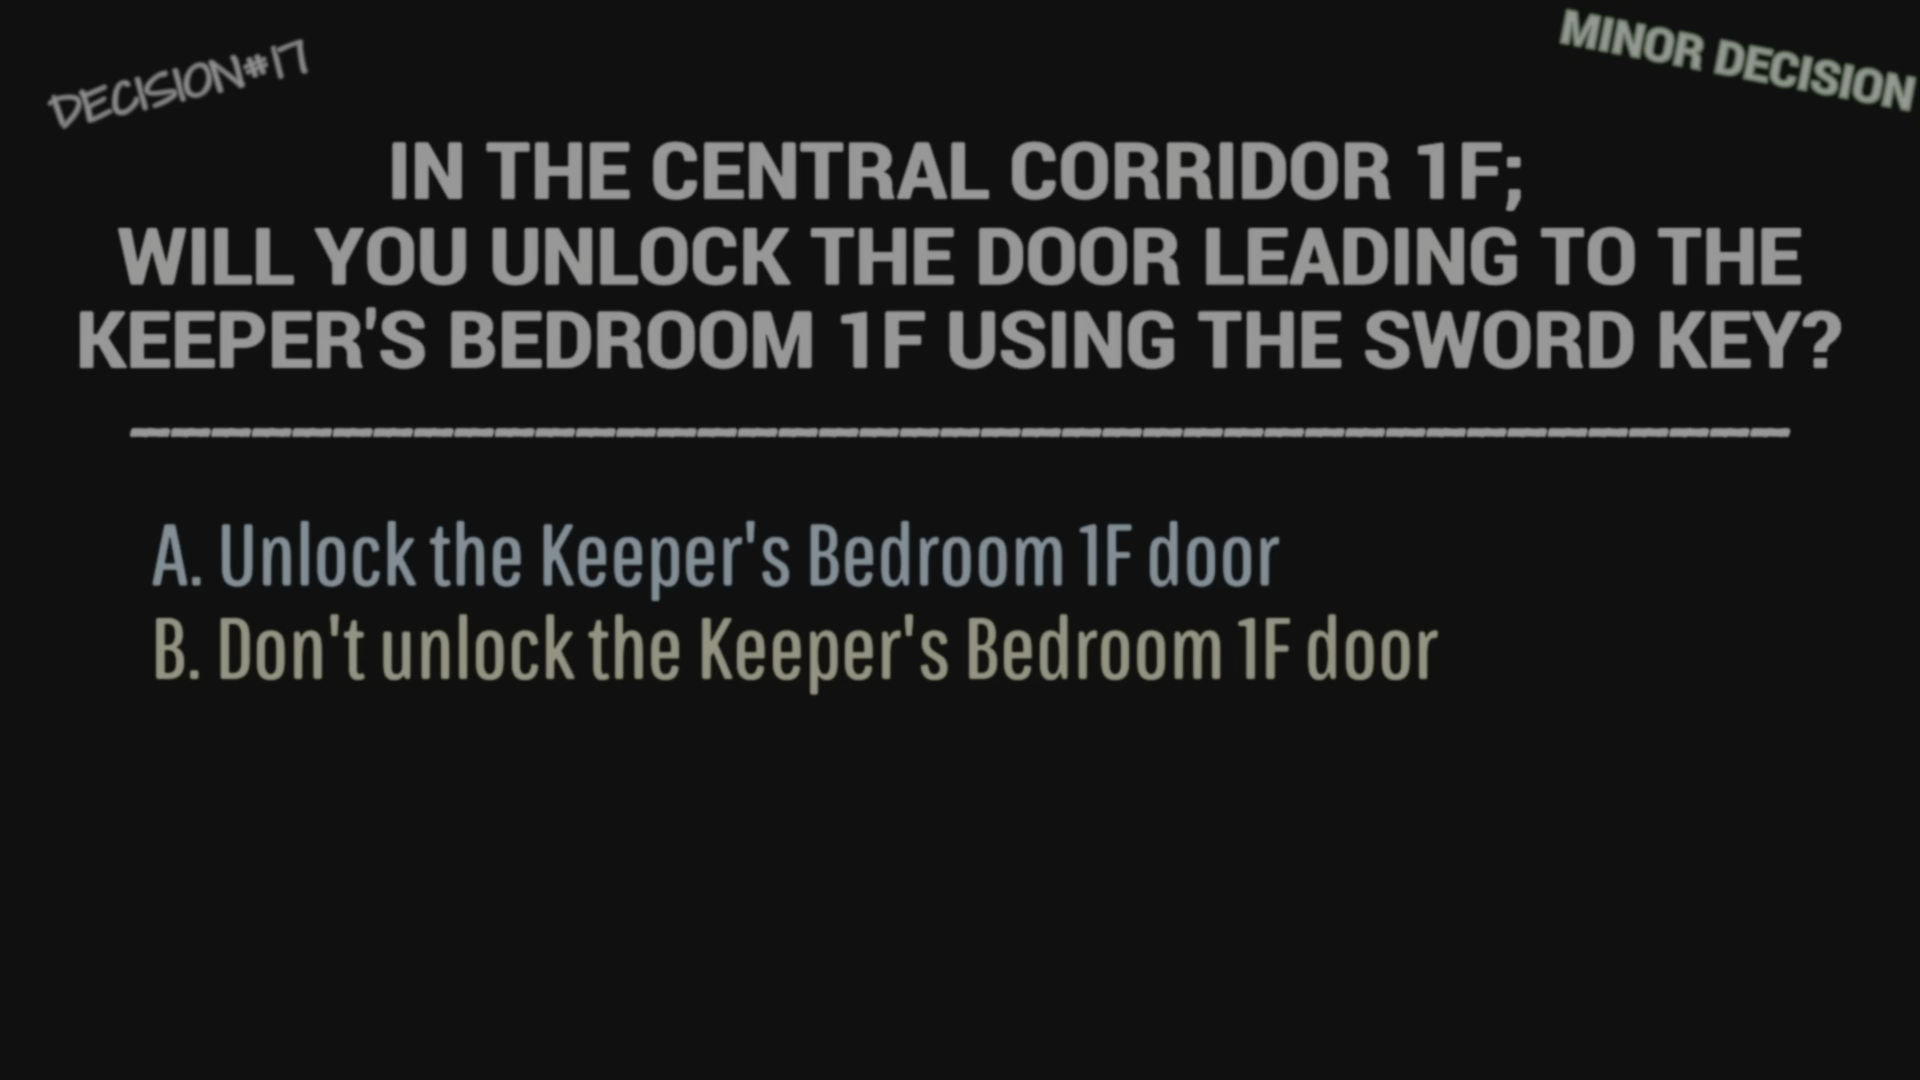 DECISION#17
MINOR DECISION
IN THE CENTRAL CORRIDOR 1F;
WILL YOU UNLOCK THE DOOR LEADING TO THE
KEEPER'S BEDROOM 1F USING THE SWORD KEY?
A. Unlock the Keeper's Bedroom 1F door
B. Don't unlock the Keeper's Bedroom 1F door